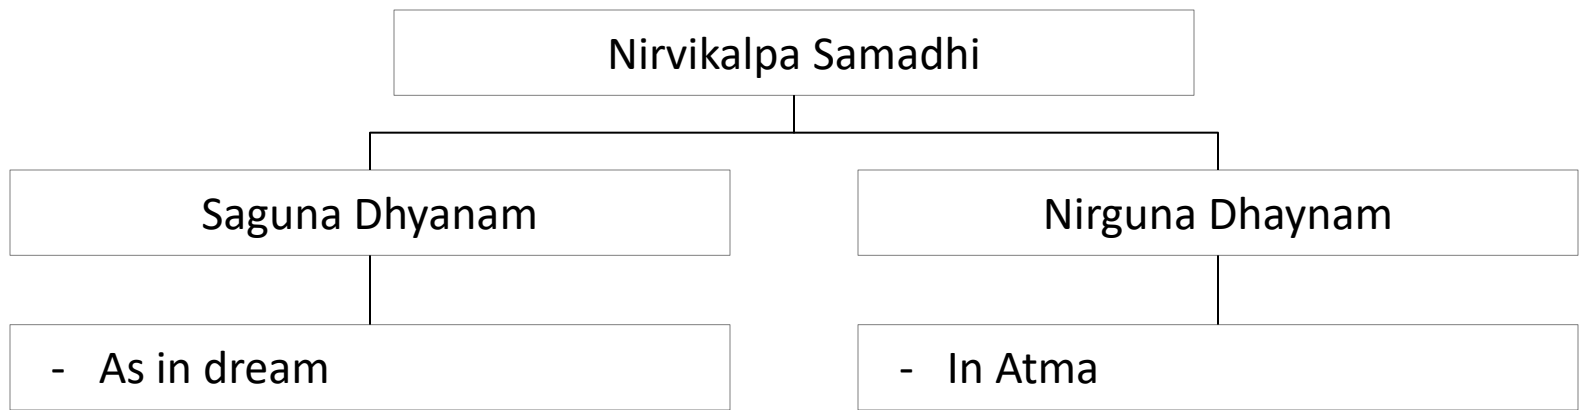 Nirvikalpa Samadhi
Saguna Dhyanam
Nirguna Dhaynam
- As in dream
- In Atma